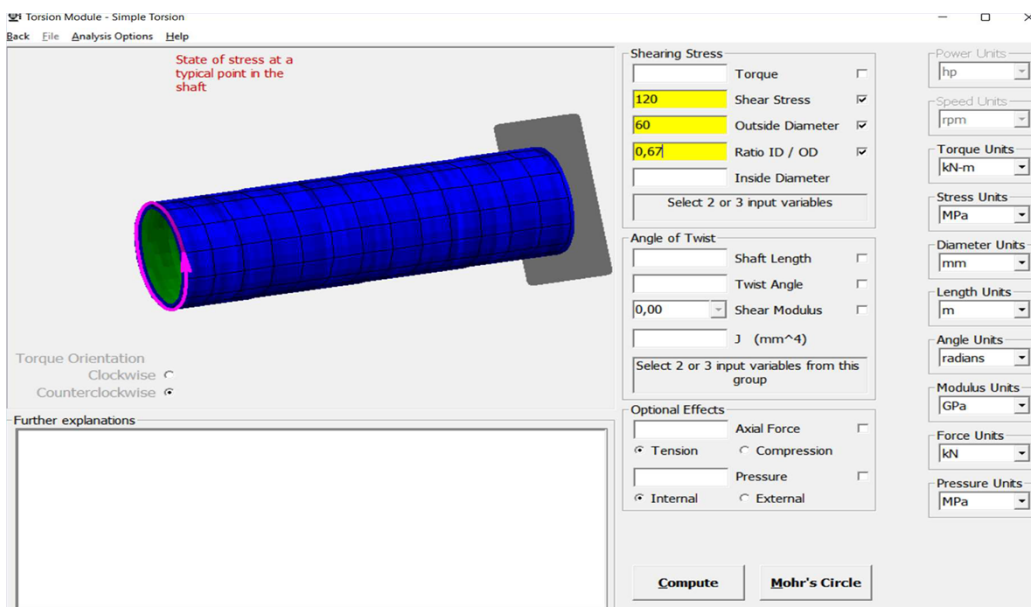 Torsion Module - Simple Torsion
Back File Analysis Options Help
State of stress at a
typical point in the
shaft
Torque Orientation
Clockwise
Counterclockwise
Further explanations
Shearing Stress
Torque
120 Shear Stress
60 Outside Diameter
0,67 Ratio ID / OD
Inside Diameter
Select 2 or 3 input variables
Angle of Twist
Shaft Length
Twist Angle
0,00 Shear Modulus
J (mm^4)
Select 2 or 3 input variables from this
group
Optional Effects
Axial Force
Tension Compression
Pressure
Internal External
Compute Mohr's Circle
Power Units
hp
Speed Units
rpm
Torque Units
kN-m
Stress Units
MPa
Diameter Units
mm
Length Units
m
Angle Units
radians
Modulus Units
GPa
Force Units
kN
Pressure Units
MPa